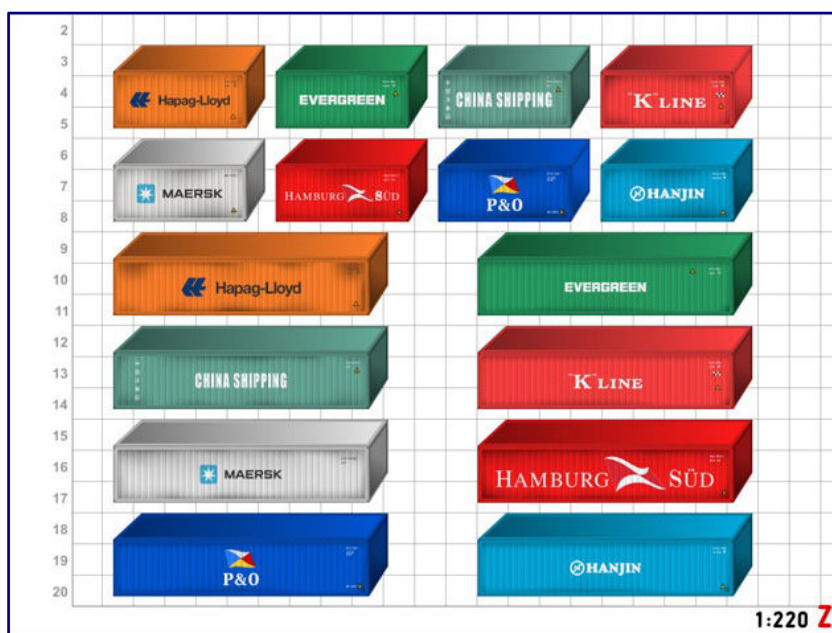 2
3
4
5
6
7
8
9
10
11
12
13
14
15
16
17
18
19
20
Hapag-Lloyd
EVERGREEN
CHINA SHIPPING
"K" LINE
MAERSK
HAMBURG SÜD
P&O
HANJIN
Hapag-Lloyd
EVERGREEN
CHINA SHIPPING
"K" LINE
MAERSK
HAMBURG SÜD
P&O
HANJIN
1:220 Z